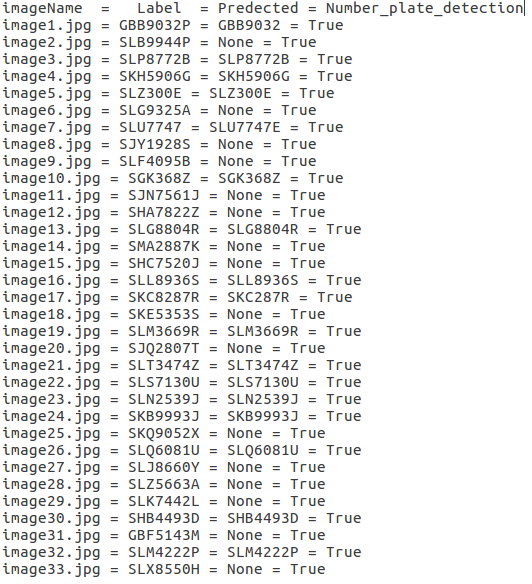 imageName = Label = Predected = Number_plate_detection
image1.jpg = GBB9032P = GBB9032 = True
image2.jpg = SLB9944P = None = True
image3.jpg = SLP8772B = SLP8772B = True
image4.jpg = SKH5906G = SKH5906G = True
image5.jpg = SLZ300E = SLZ300E = True
image6.jpg = SLG9325A = None = True
image7.jpg = SLU7747 = SLU7747E = True
image8.jpg = SJY1928S = None = True
image9.jpg = SLF4095B = None = True
image10.jpg = SGK368Z = SGK368Z = True
image11.jpg = SJN7561J = None = True
image12.jpg = SHA7822Z = None = True
image13.jpg = SLG8804R = SLG8804R = True
image14.jpg = SMA2887K = None = True
image15.jpg = SHC7520J = None = True
image16.jpg = SLL8936S = SLL8936S = True
image17.jpg = SKC8287R = SKC287R = True
image18.jpg = SKE5353S = None = True
image19.jpg = SLM3669R = SLM3669R = True
image20.jpg = SJQ2807T = None = True
image21.jpg = SLT3474Z = SLT3474Z = True
image22.jpg = SLS7130U = SLS7130U = True
image23.jpg = SLN2539J = SLN2539J = True
image24.jpg = SKB9993J = SKB9993J = True
image25.jpg = SKQ9052X = None = True
image26.jpg = SLQ6081U = SLQ6081U = True
image27.jpg = SLJ8660Y = None = True
image28.jpg = SLZ5663A = None = True
image29.jpg = SLK7442L = None = True
image30.jpg = SHB4493D = SHB4493D = True
image31.jpg = GBF5143M = None = True
image32.jpg = SLM4222P = SLM4222P = True
image33.jpg = SLX8550H = None = True